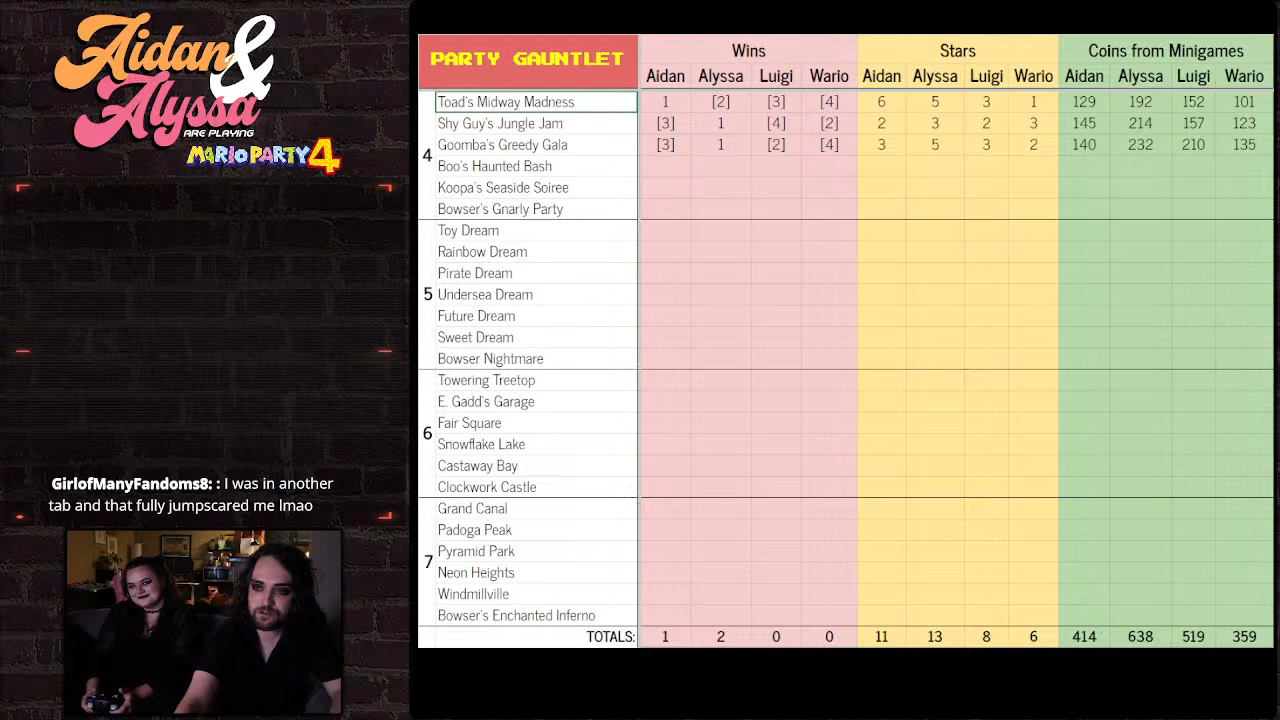 Aidan &
Alyssa
ARE PLAYING
MARIO PARTY 4
GirlofManyFandoms8: : I was in another
tab and that fully jumpscared me lmao
PARTY GAUNTLET Wins Stars Coins from Minigames
Aidan Alyssa Luigi Wario Aidan Alyssa Luigi Wario Aidan Alyssa Luigi Wario
4
Toad's Midway Madness 1 [2] [3] [4] 6 5 3 1 129 192 152 101
Shy Guy's Jungle Jam [3] 1 [4] [2] 2 3 2 3 145 214 157 123
Goomba's Greedy Gala [3] 1 [2] [4] 3 5 3 2 140 232 210 135
Boo's Haunted Bash
Koopa's Seaside Soiree
Bowser's Gnarly Party
5
Toy Dream
Rainbow Dream
Pirate Dream
Undersea Dream
Future Dream
Sweet Dream
Bowser Nightmare
6
Towering Treetop
E. Gadd's Garage
Fair Square
Snowflake Lake
Castaway Bay
Clockwork Castle
7
Grand Canal
Padoga Peak
Pyramid Park
Neon Heights
Windmillville
Bowser's Enchanted Inferno
TOTALS: 1 2 0 0 11 13 8 6 414 638 519 359